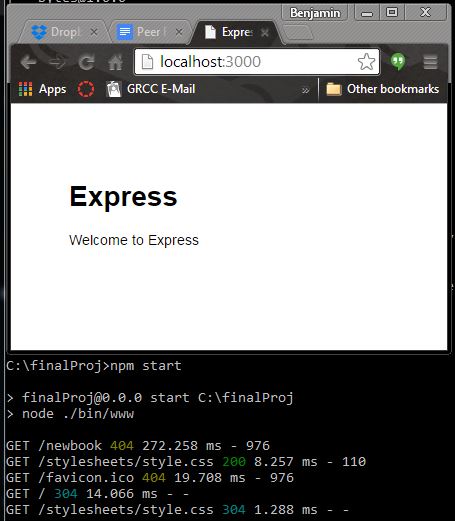 Benjamin
Dropb
Peer
Expres
localhost:3000
Apps
GRCC E-Mail
»
Other bookmarks
Express
Welcome to Express
C:\finalProj>npm start
> finalProj@0.0.0 start C:\finalProj
> node ./bin/www
GET /newbook 404 272.258 ms - 976
GET /stylesheets/style.css 200 8.257 ms - 110
GET /favicon.ico 404 19.708 ms - 976
GET / 304 14.066 ms - -
GET /stylesheets/style.css 304 1.288 ms - -